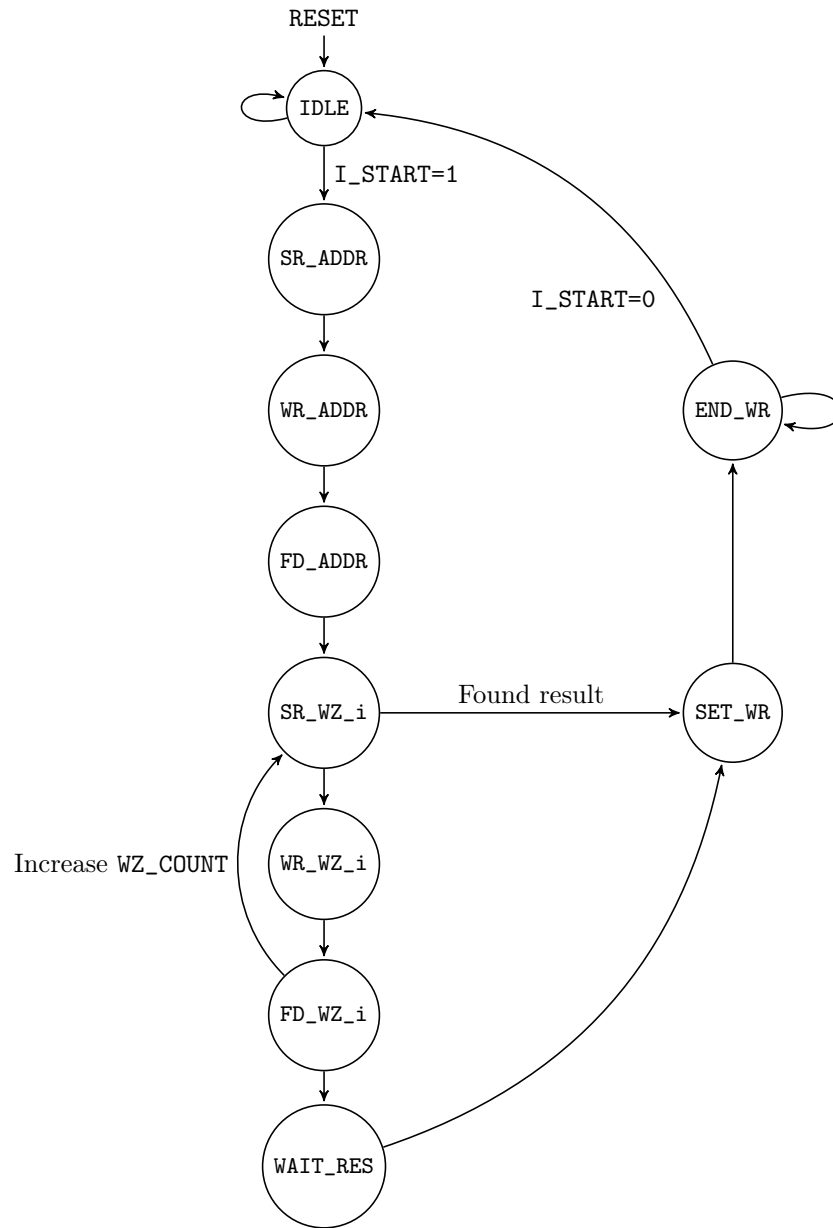 RESET
IDLE
I_START=1
SR_ADDR
I_START=0
WR_ADDR
END_WR
FD_ADDR
Found result
SR_WZ_i
SET_WR
Increase WZ_COUNT
WR_WZ_i
FD_WZ_i
WAIT_RES